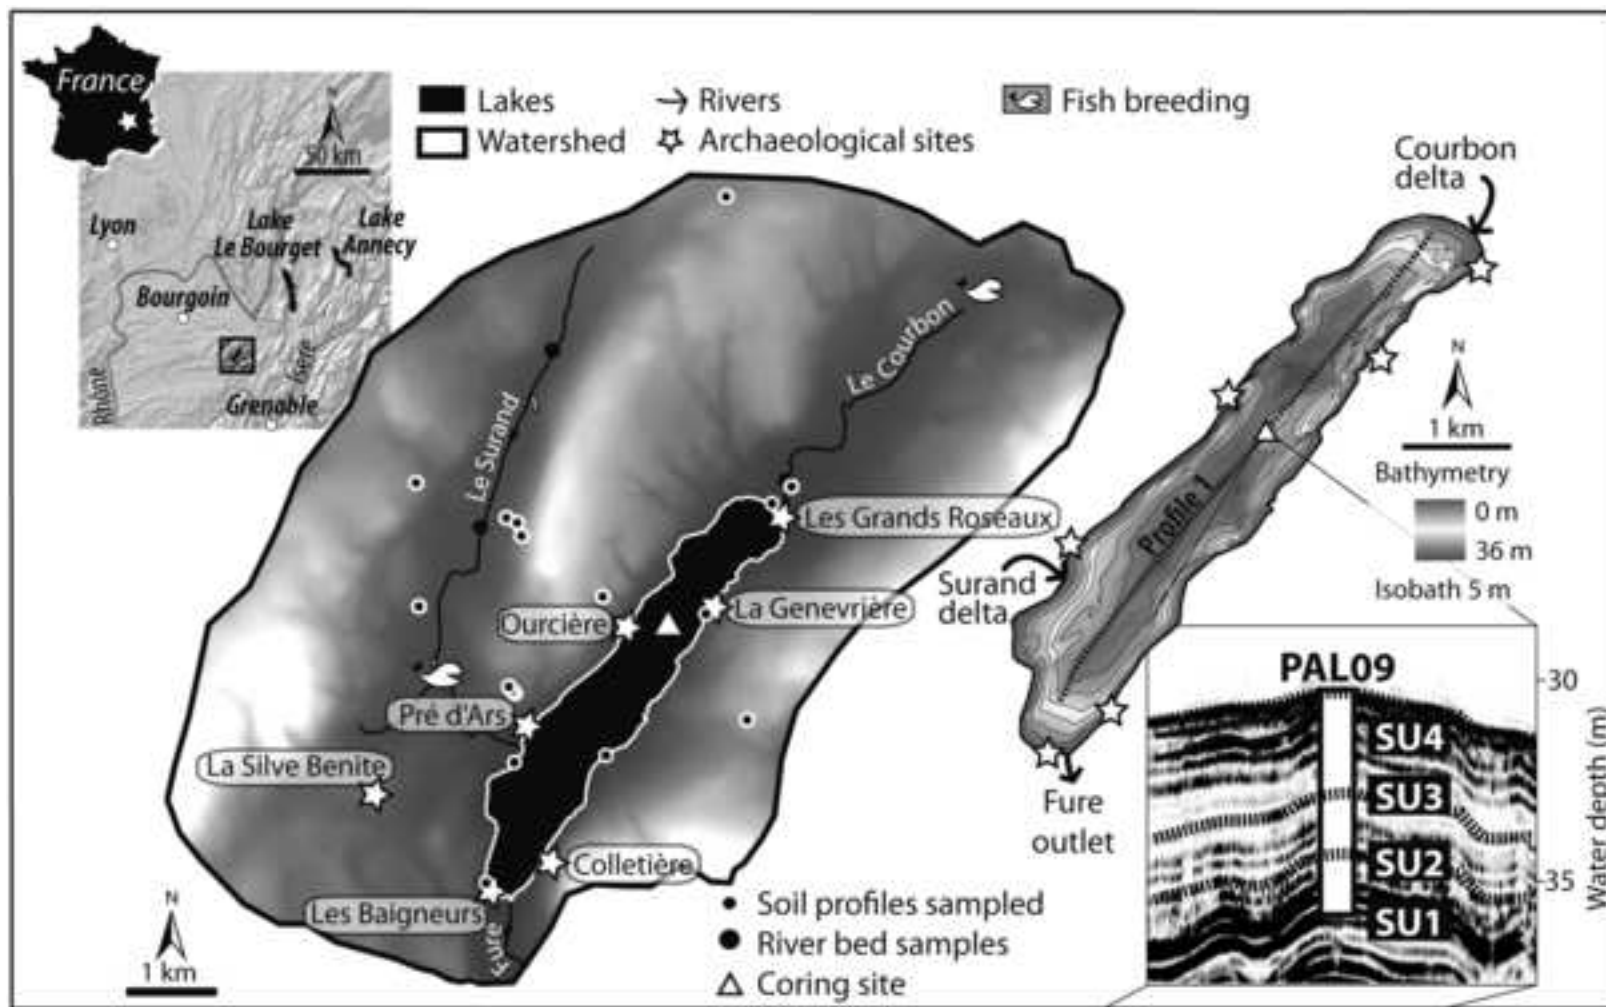 France
N
50 km
Lyon
Lake
Le Bourget
Lake
Annecy
Bourgoin
Rhône
Isère
Grenoble
Lakes
Watershed
Rivers
Archaeological sites
Fish breeding
Courbon
delta
Le Courbon
Le Surand
Les Grands Roseaux
La Genevrière
Ourcière
Pré d'Ars
La Silve Benite
Colletière
Les Baigneurs
Fure
N
1 km
Soil profiles sampled
River bed samples
Coring site
Profile 1
N
1 km
Bathymetry
0 m
36 m
Isobath 5 m
Surand
delta
Fure
outlet
PAL09
SU4
SU3
SU2
SU1
30
35
Water depth (m)